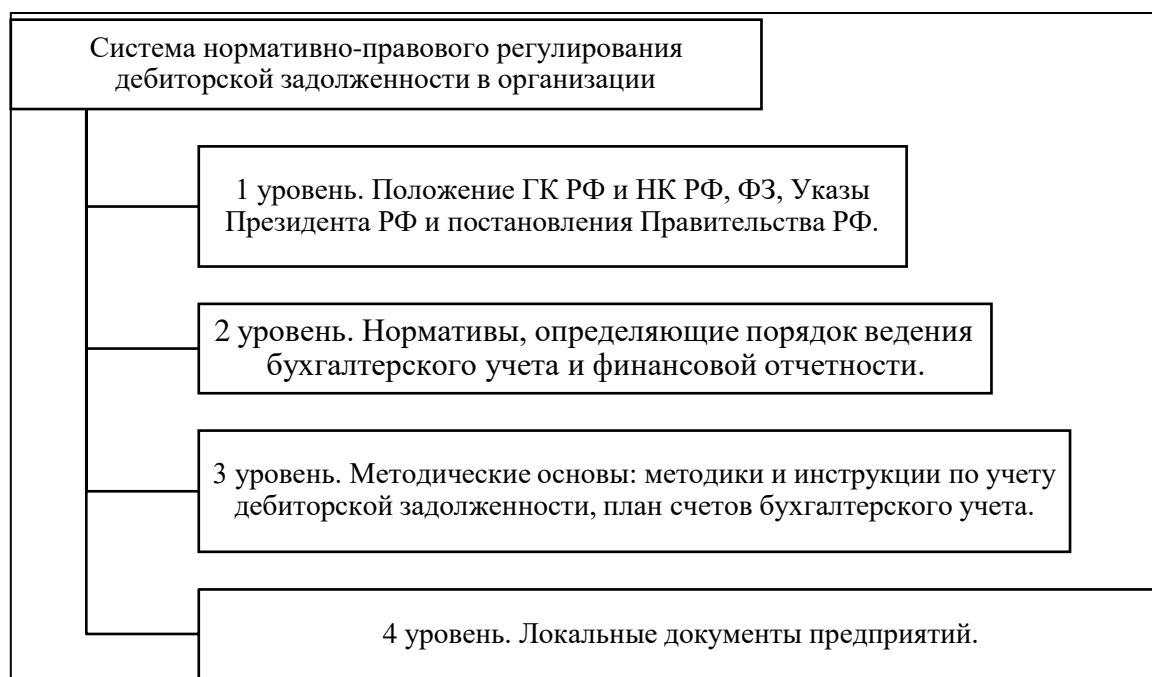 Система нормативно-правового регулирования
дебиторской задолженности в организации
1 уровень. Положение ГК РФ и НК РФ, ФЗ, Указы
Президента РФ и постановления Правительства РФ.
2 уровень. Нормативы, определяющие порядок ведения
бухгалтерского учета и финансовой отчетности.
3 уровень. Методические основы: методики и инструкции по учету
дебиторской задолженности, план счетов бухгалтерского учета.
4 уровень. Локальные документы предприятий.